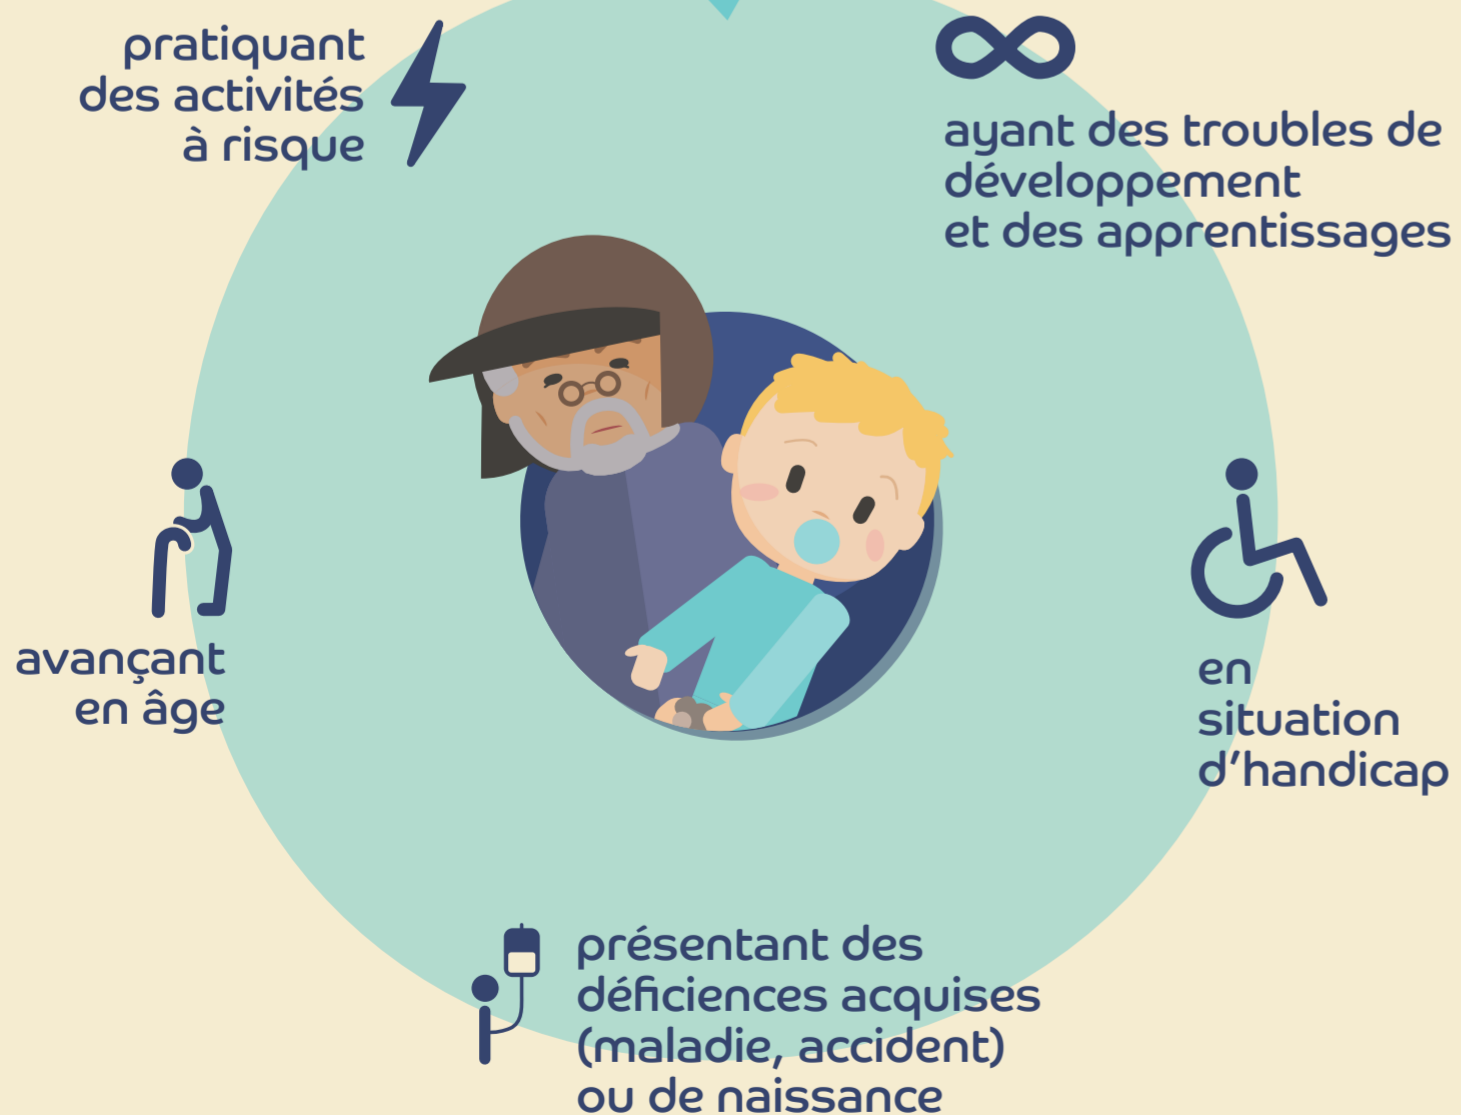 pratiquant
des activités
à risque
ayant des troubles de
développement
et des apprentissages
avançant
en âge
en
situation
d'handicap
présentant des
déficiences acquises
(maladie, accident)
ou de naissance